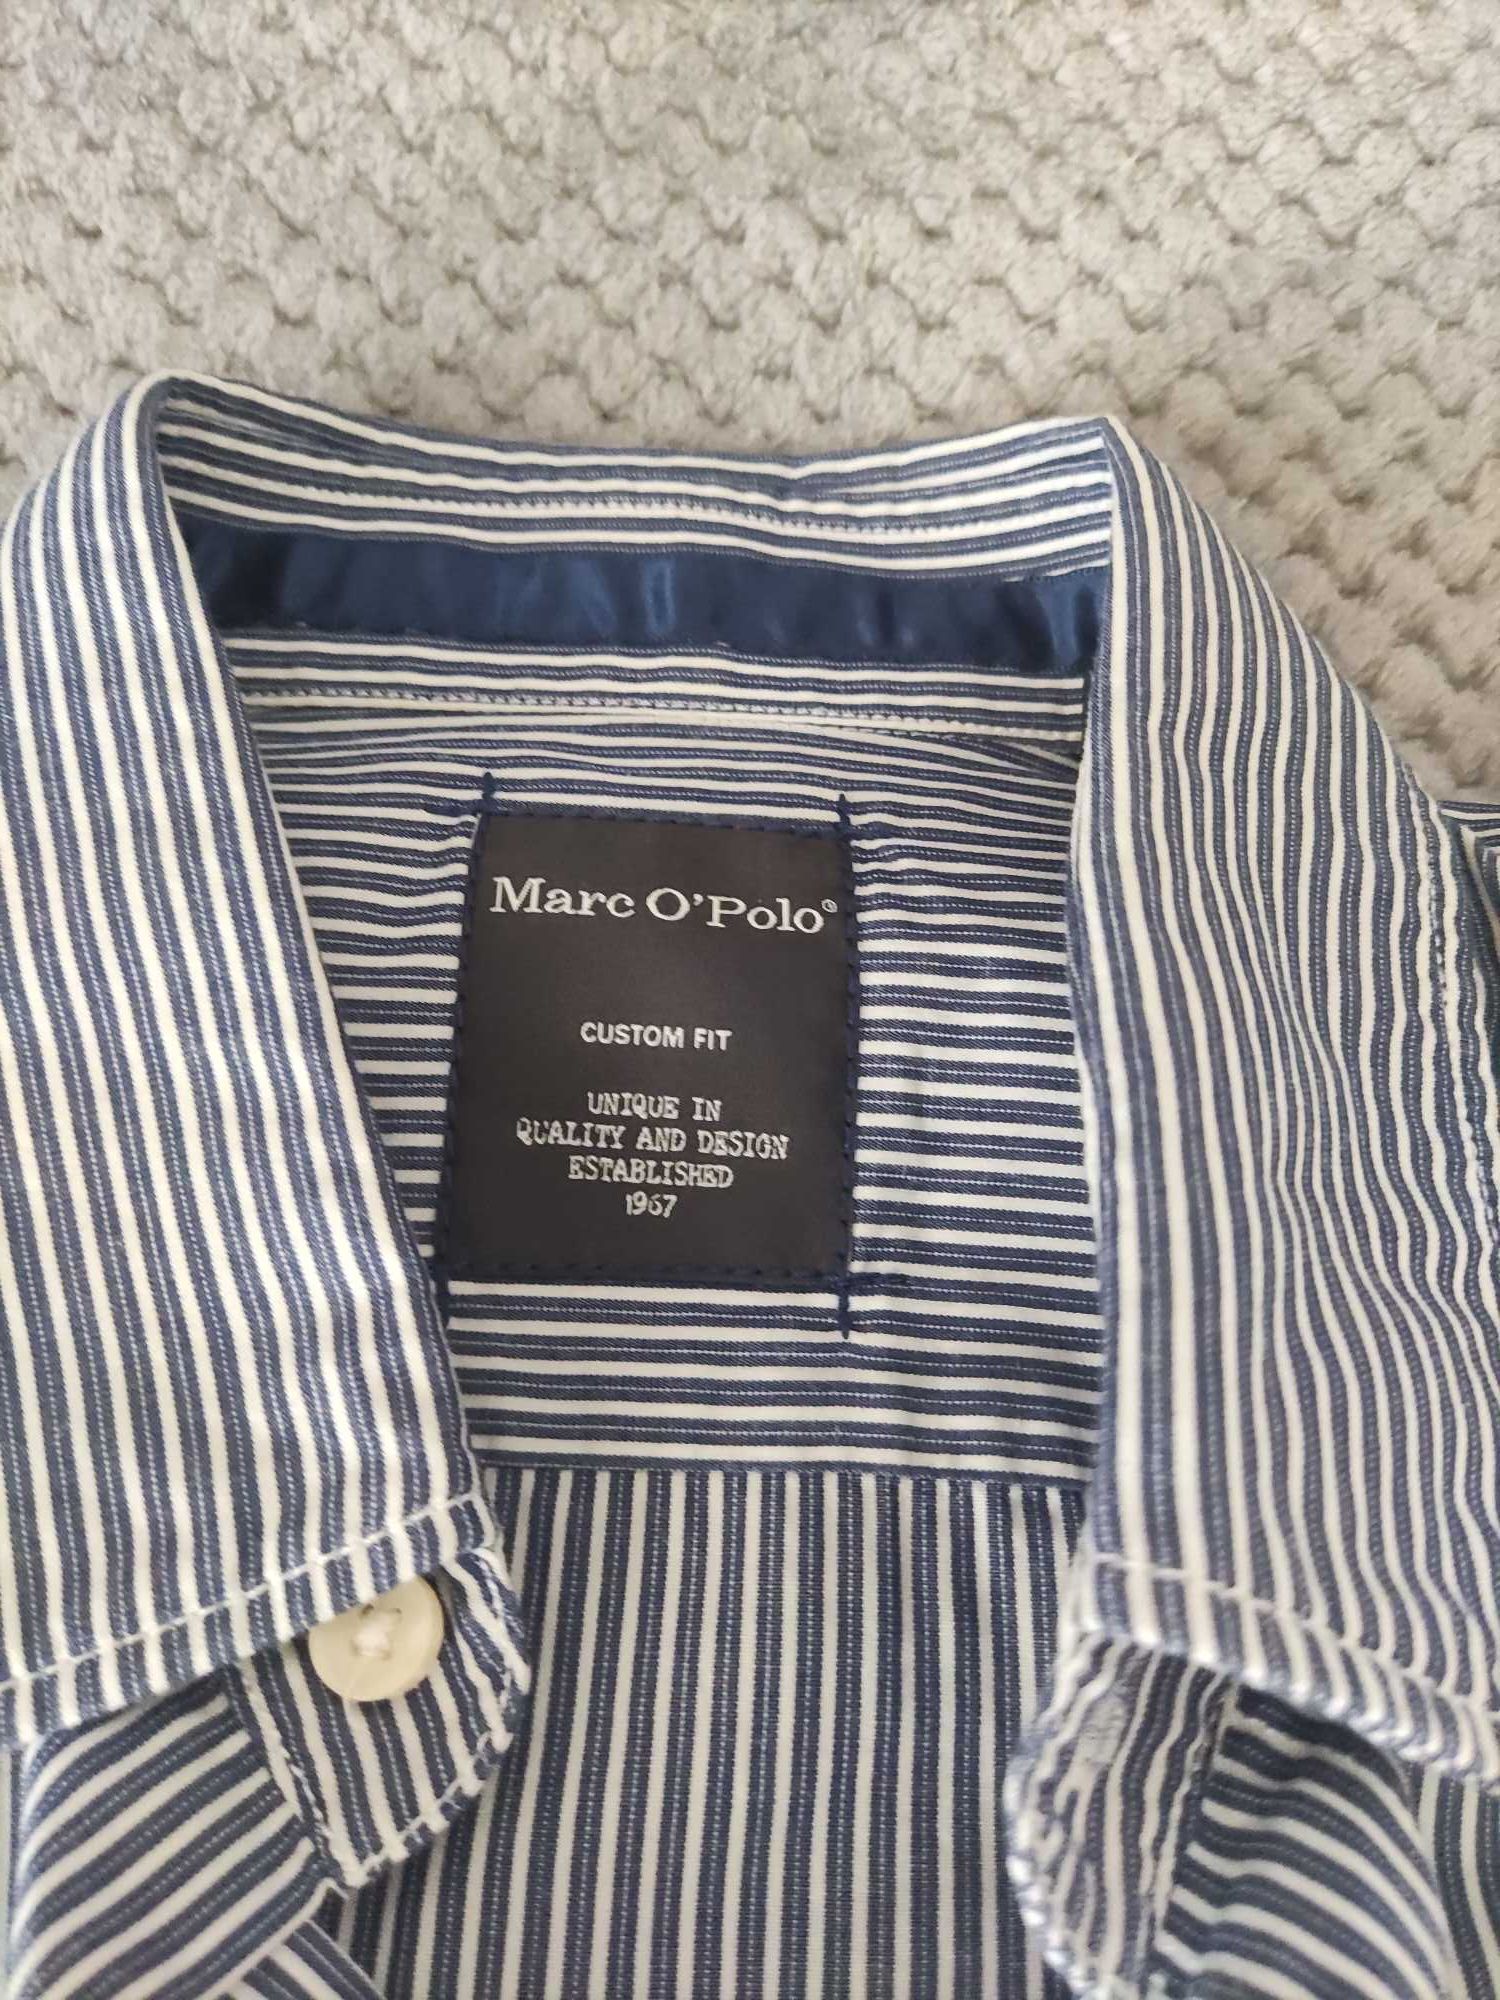 Marc O'Polo®
CUSTOM FIT
UNIQUE IN
QUALITY AND DESIGN
ESTABLISHED
1967